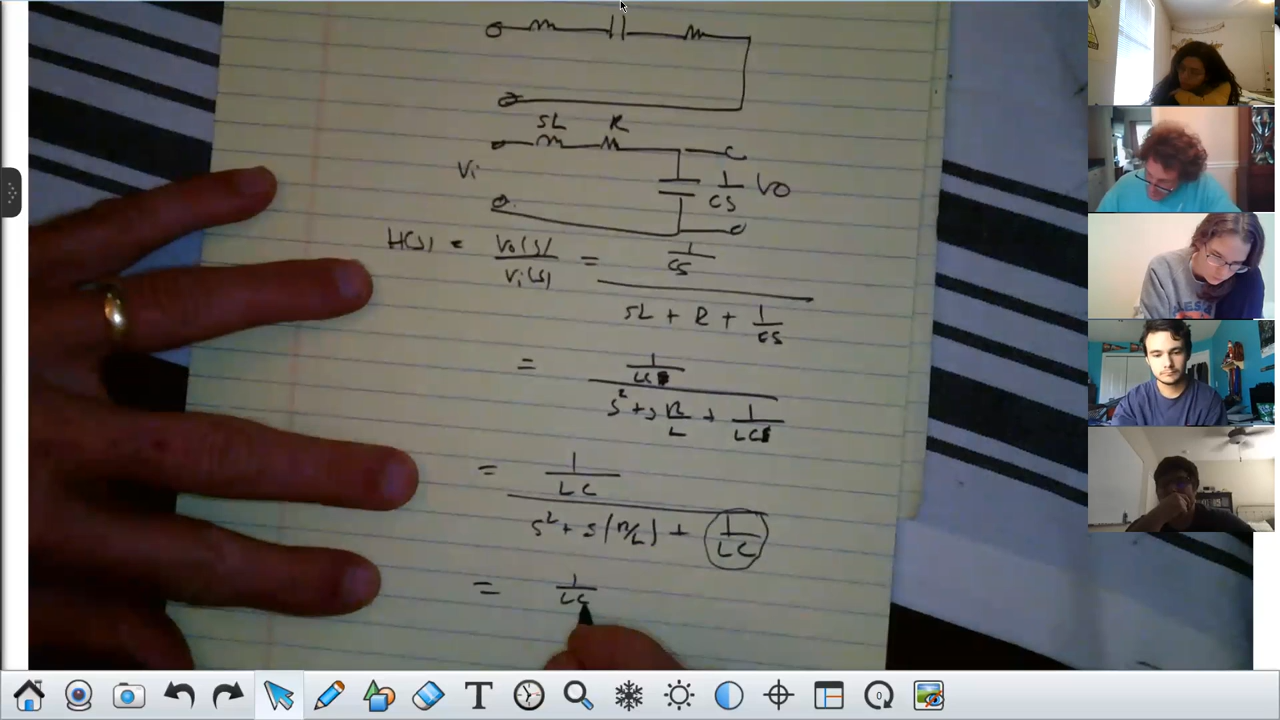 SL R
Vi 1/CS VO
H(s) = Vo(s)/Vi(s) = 1/CS / SL + R + 1/CS
= 1/LC / s² + s R/L + 1/LC
= 1/LC / s² + s(R/L) + 1/LC
= 1/LC
T
0